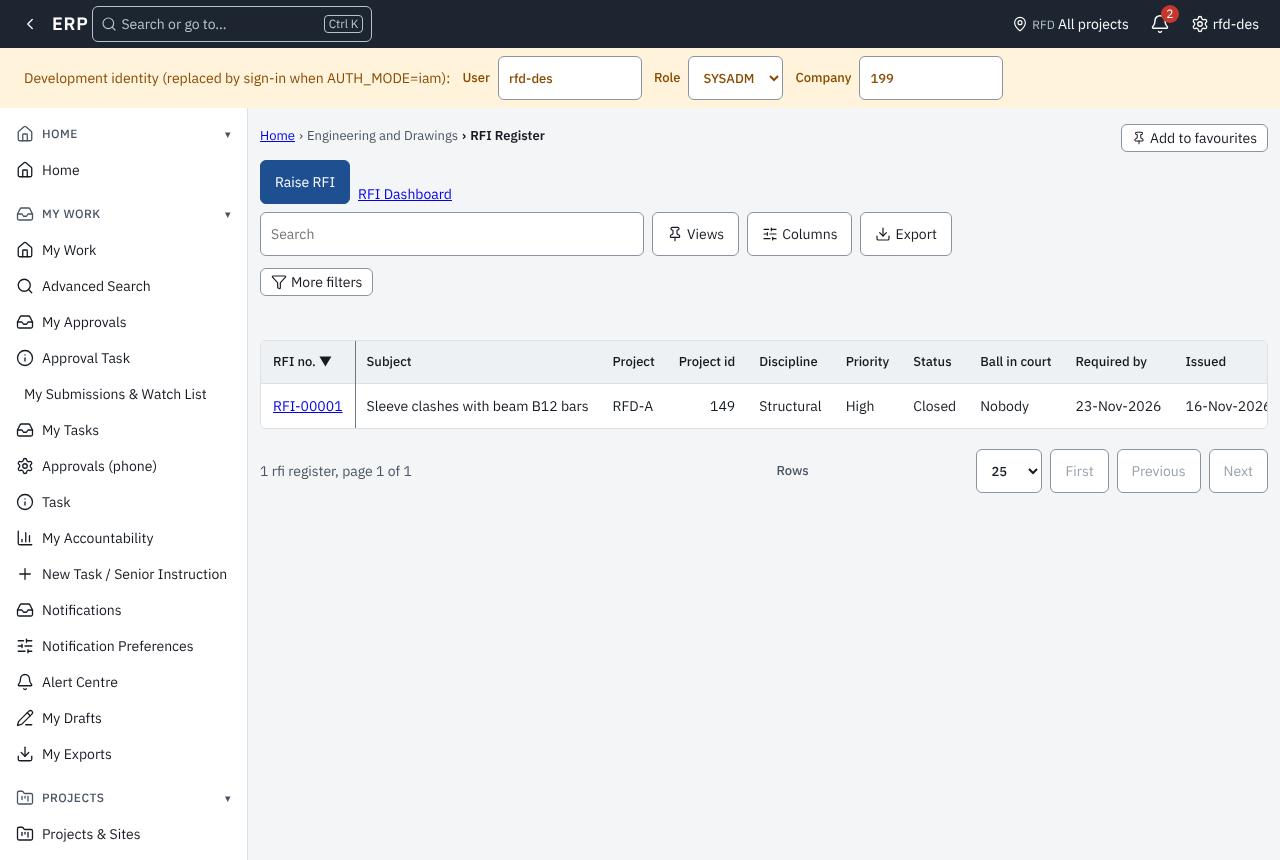 ERP Search or go to... Ctrl K RFD All projects 2 rfd-des
Development identity (replaced by sign-in when AUTH_MODE=iam): User rfd-des Role SYSADM Company 199
HOME
Home
MY WORK
My Work
Advanced Search
My Approvals
Approval Task
My Submissions & Watch List
My Tasks
Approvals (phone)
Task
My Accountability
New Task / Senior Instruction
Notifications
Notification Preferences
Alert Centre
My Drafts
My Exports
PROJECTS
Projects & Sites
Home › Engineering and Drawings › RFI Register
Add to favourites
Raise RFI RFI Dashboard
Search Views Columns Export
More filters
RFI no. ▼ Subject Project Project id Discipline Priority Status Ball in court Required by Issued
RFI-00001 Sleeve clashes with beam B12 bars RFD-A 149 Structural High Closed Nobody 23-Nov-2026 16-Nov-2026
1 rfi register, page 1 of 1 Rows 25 First Previous Next